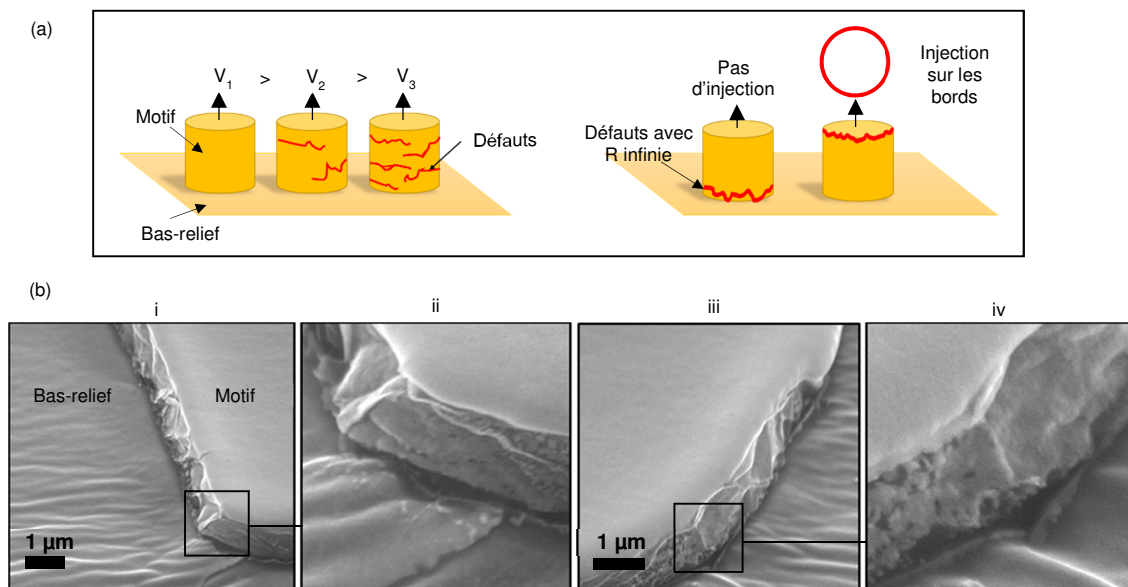 (a)
V1 > V2 > V3
Motif
Défauts
Bas-relief
Pas
d’injection
Injection
sur les
bords
Défauts avec
R infinie
(b)
i
ii
iii
iv
Bas-relief
Motif
1 µm
1 µm